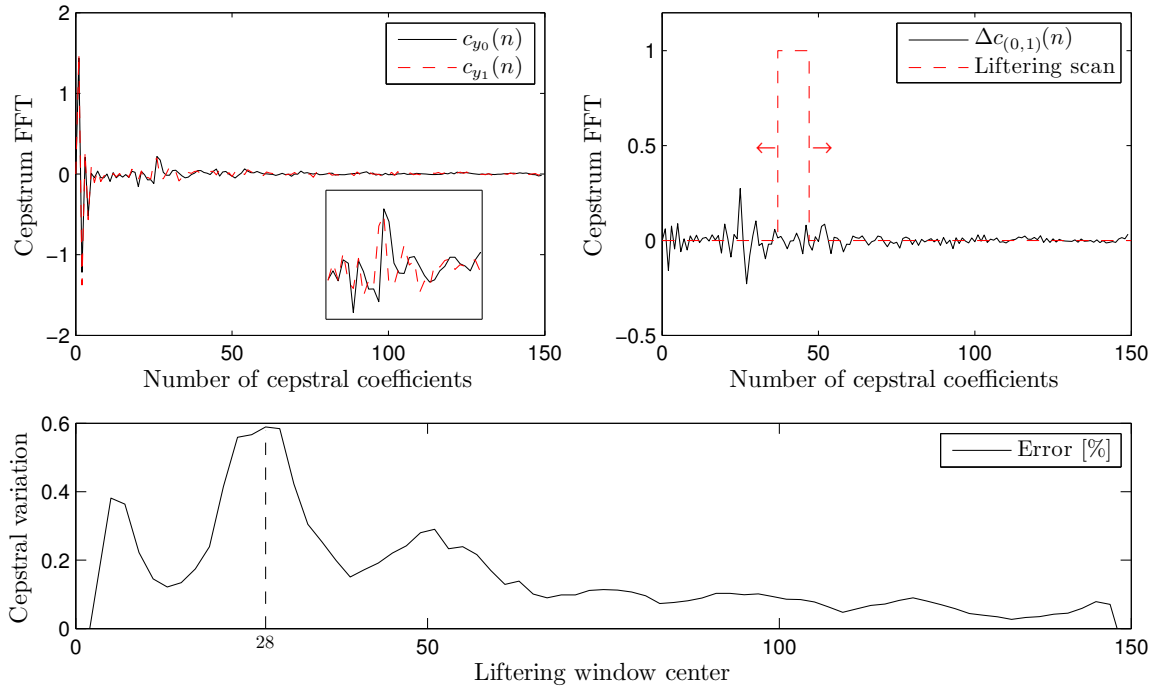 2
1
0
−1
−2
Cepstrum FFT
c_{y_0}(n)
c_{y_1}(n)
0
50
100
150
Number of cepstral coefficients
1
0.5
0
−0.5
Cepstrum FFT
Δc_{(0,1)}(n)
Liftering scan
0
50
100
150
Number of cepstral coefficients
0.6
0.4
0.2
0
Cepstral variation
Error [%]
0
28
50
100
150
Liftering window center